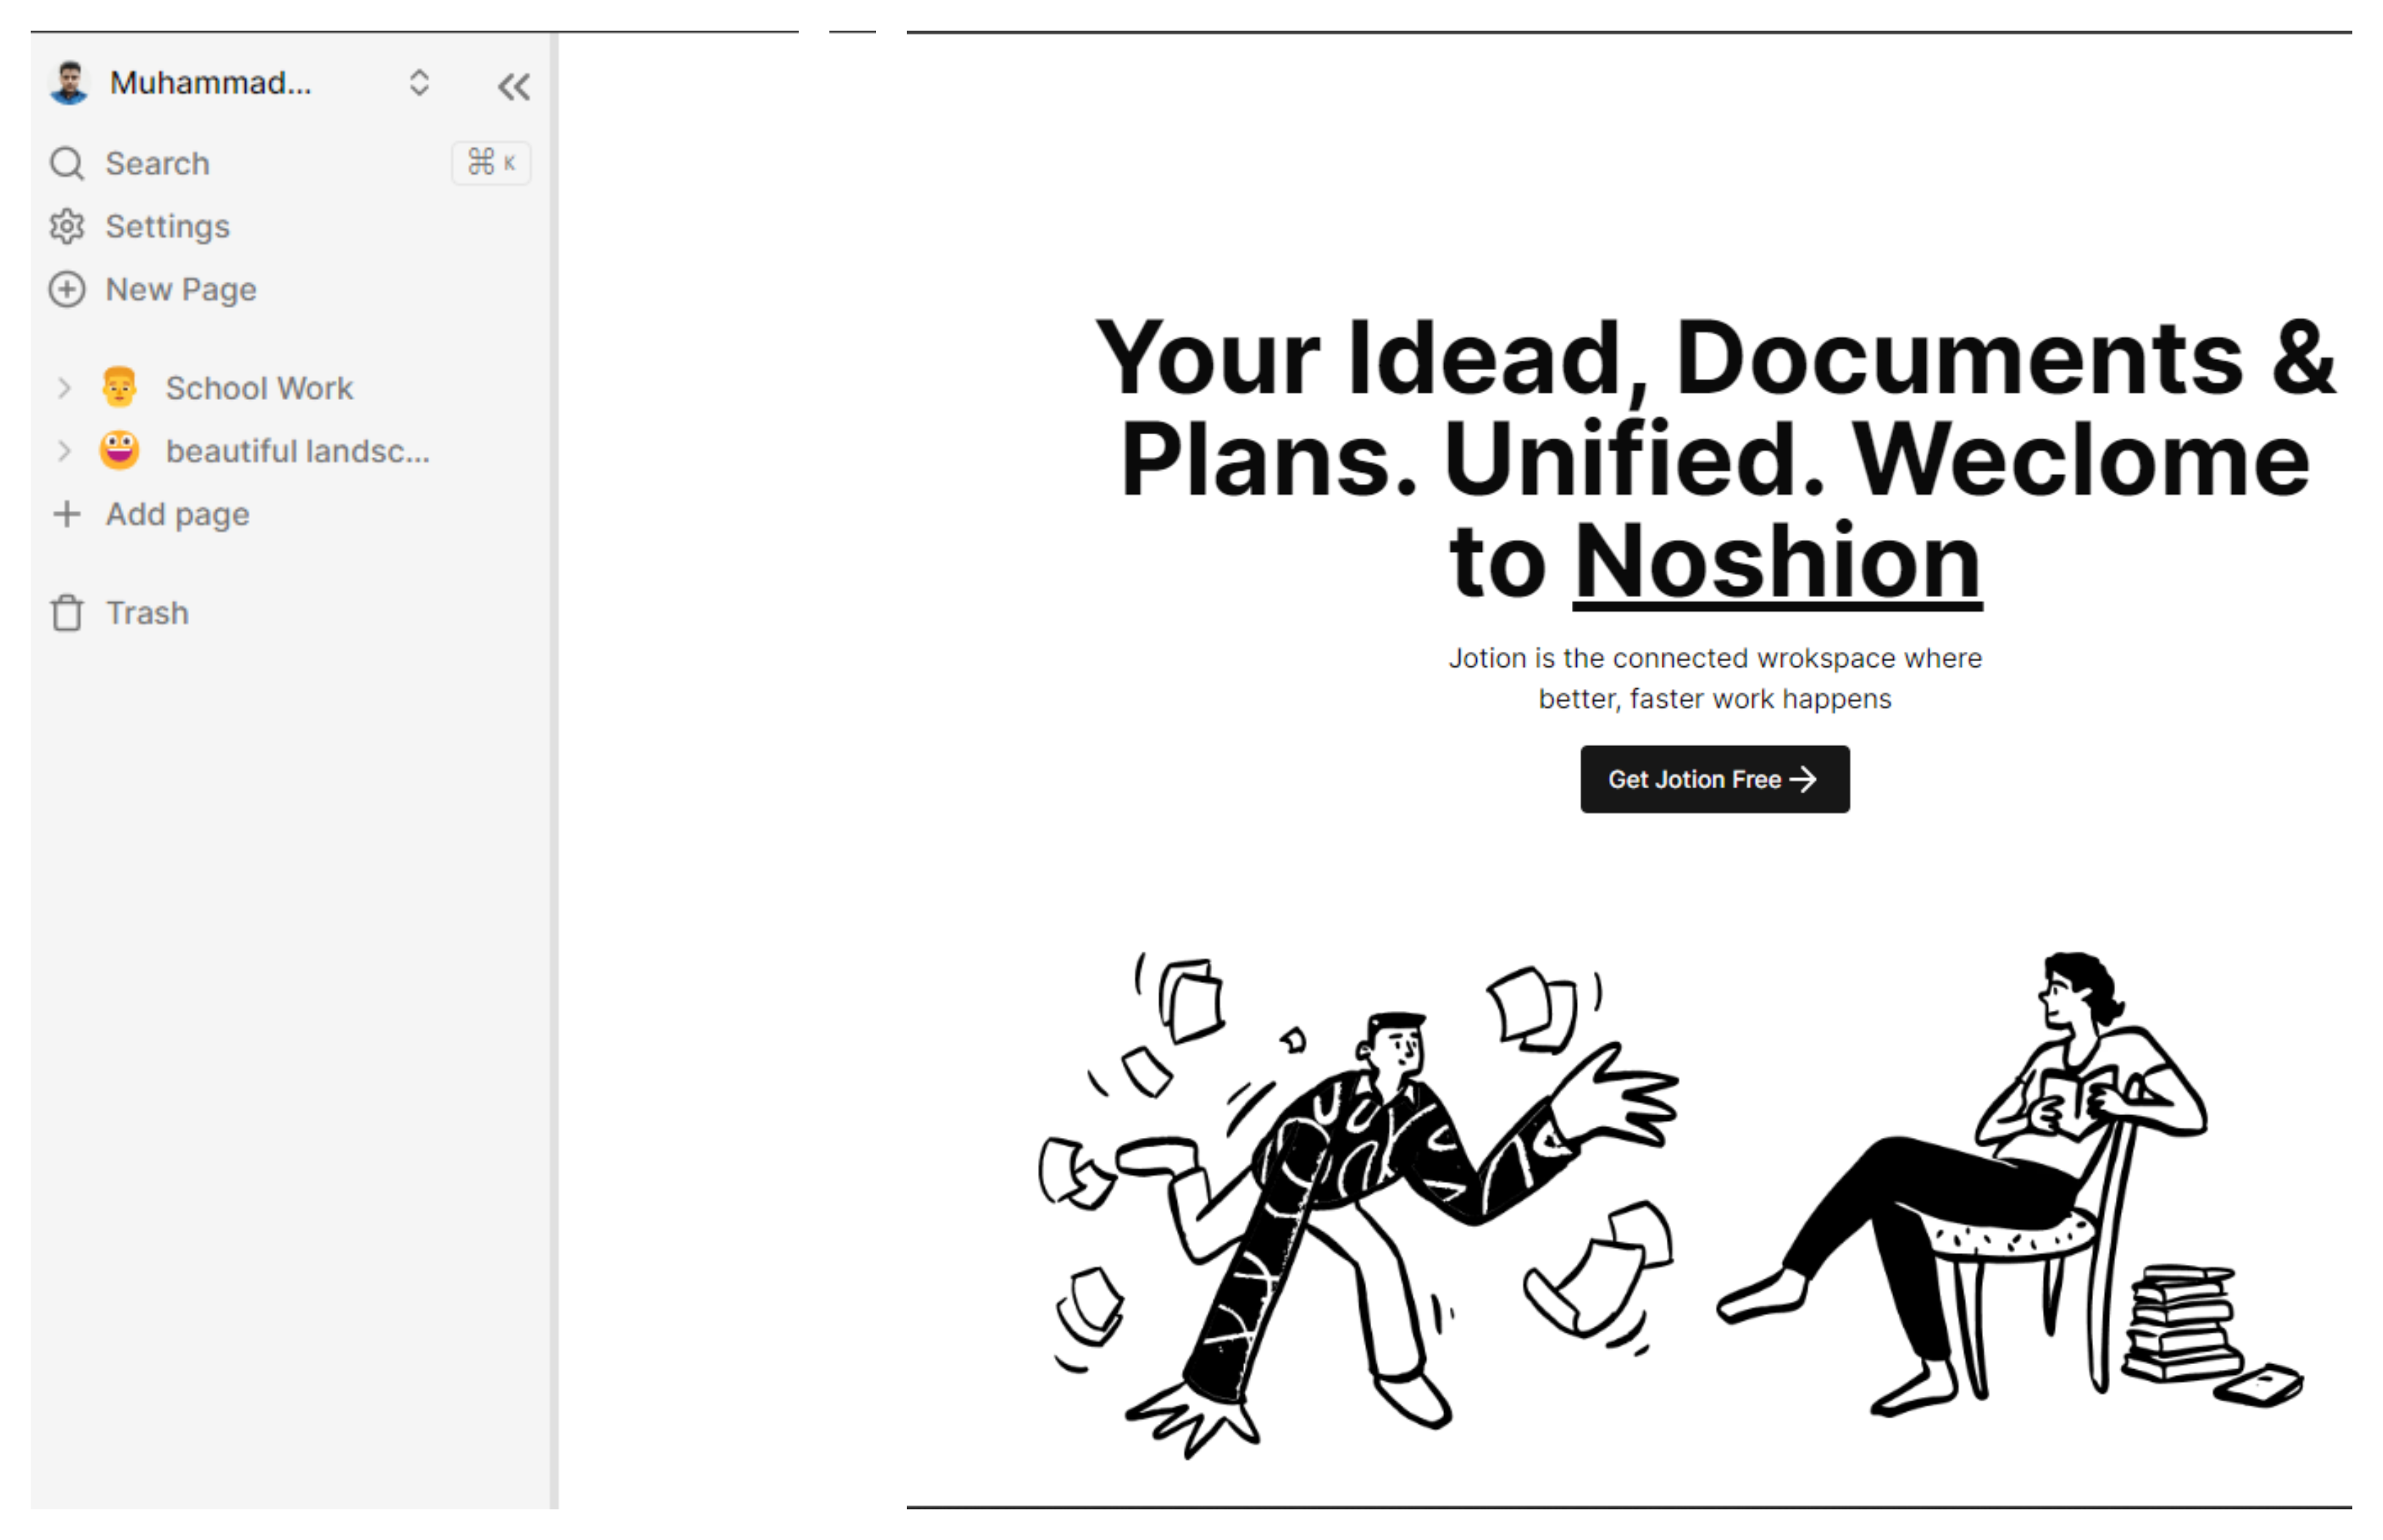 Muhammad...
Search
⌘ K
Settings
New Page
School Work
beautiful landsc...
Add page
Trash
Your Idead, Documents &
Plans. Unified. Weclome
to Noshion
Jotion is the connected wrokspace where
better, faster work happens
Get Jotion Free →